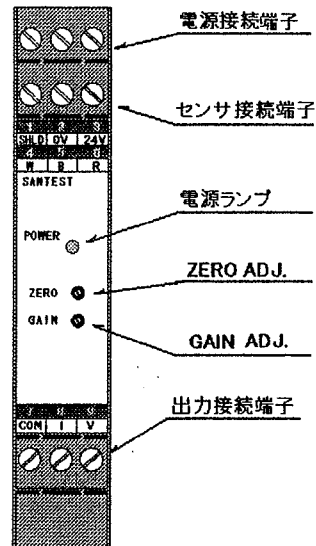 電源接続端子
センサ接続端子
SHLD 0V 24V
W B R
SANTEST
電源ランプ
POWER
ZERO ADJ.
ZERO
GAIN
GAIN ADJ.
出力接続端子
COM I V